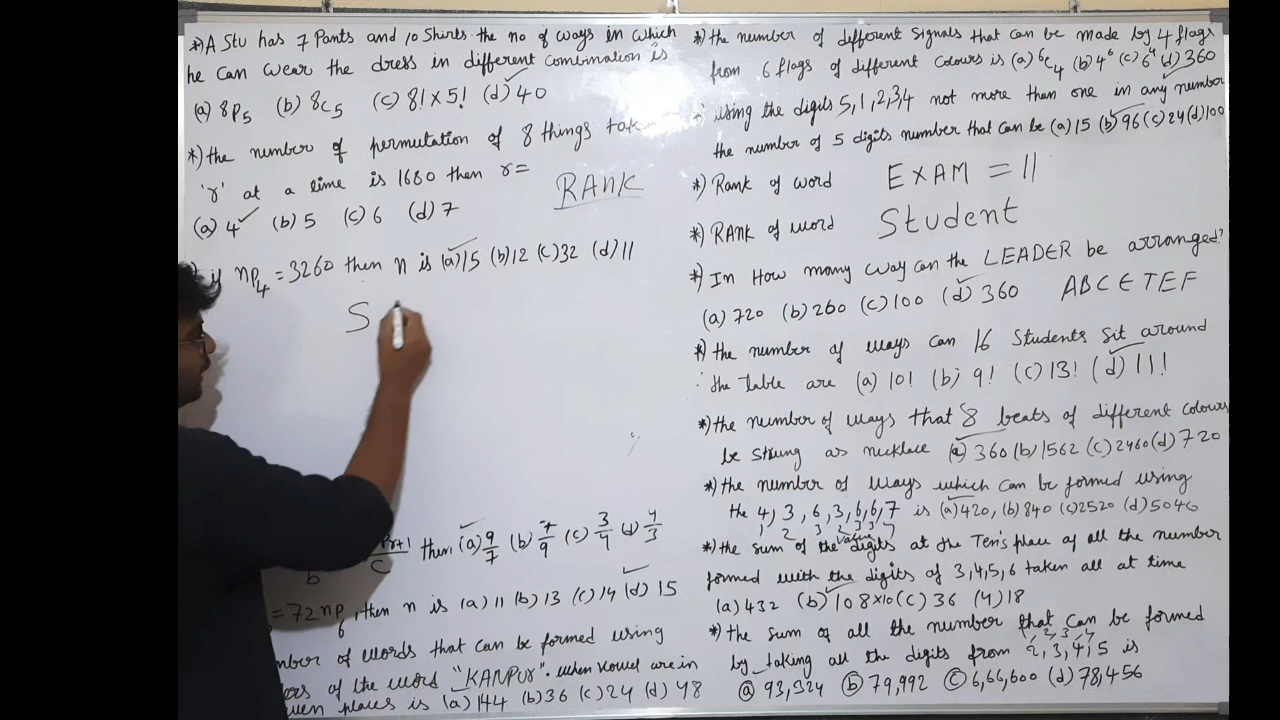 *) A Stu has 7 Pants and 10 Shirts the no of ways in which
he can wear the dress in different combination is
(a) 8P5 (b) 8C5 (c) 8! x 5! (d) 40
*) the number of permutation of 8 things
'r' at a time is 1680 then r=
(a) 4 (b) 5 (c) 6 (d) 7
RANK
if nP4 = 3260 then n is (a) 15 (b) 12 (c) 32 (d) 11
S
b c then (a) 9/7 (b) 7/9 (c) 3/4 (d) 4/3
= 72 nP6, then n is (a) 11 (b) 13 (c) 14 (d) 15
of words that can be formed using
of the word "KANPUr". when vowel are in
places is (a) 144 (b) 36 (c) 24 (d) 48
*) the number of different Signals that can be made by 4 flags
from 6 flags of different colours is (a) 6C4 (b) 4^6 (c) 6^4 (d) 360
using the digits 5,1,2,3,4 not more then one in any number
the number of 5 digits number that can be (a) 15 (b) 96 (c) 24 (d) 100
*) Rank of word EXAM = 11
*) RANK of word Student
*) In How many way can the LEADER be arranged?
(a) 720 (b) 260 (c) 100 (d) 360 ABCETEF
*) the number of ways can 16 Students Sit around
the table are (a) 10! (b) 9! (c) 13! (d) 11!
*) the number of ways that 8 beats of different colours
be strung as necklace (a) 360 (b) 1562 (c) 2460 (d) 720
*) the number of ways which can be formed using
the 4, 3, 6, 3, 6, 6, 7 is (a) 420, (b) 840 (c) 2520 (d) 5040
*) the sum of the value digits at the Ten's place of all the number
formed with the digits of 3,4,5,6 taken all at time
(a) 432 (b) 108x10 (c) 36 (4) 18
*) the sum of all the number that can be formed
by taking all the digits from 2, 3, 4, 5 is
(a) 93,324 (b) 79,992 (c) 6,66,600 (d) 78,456